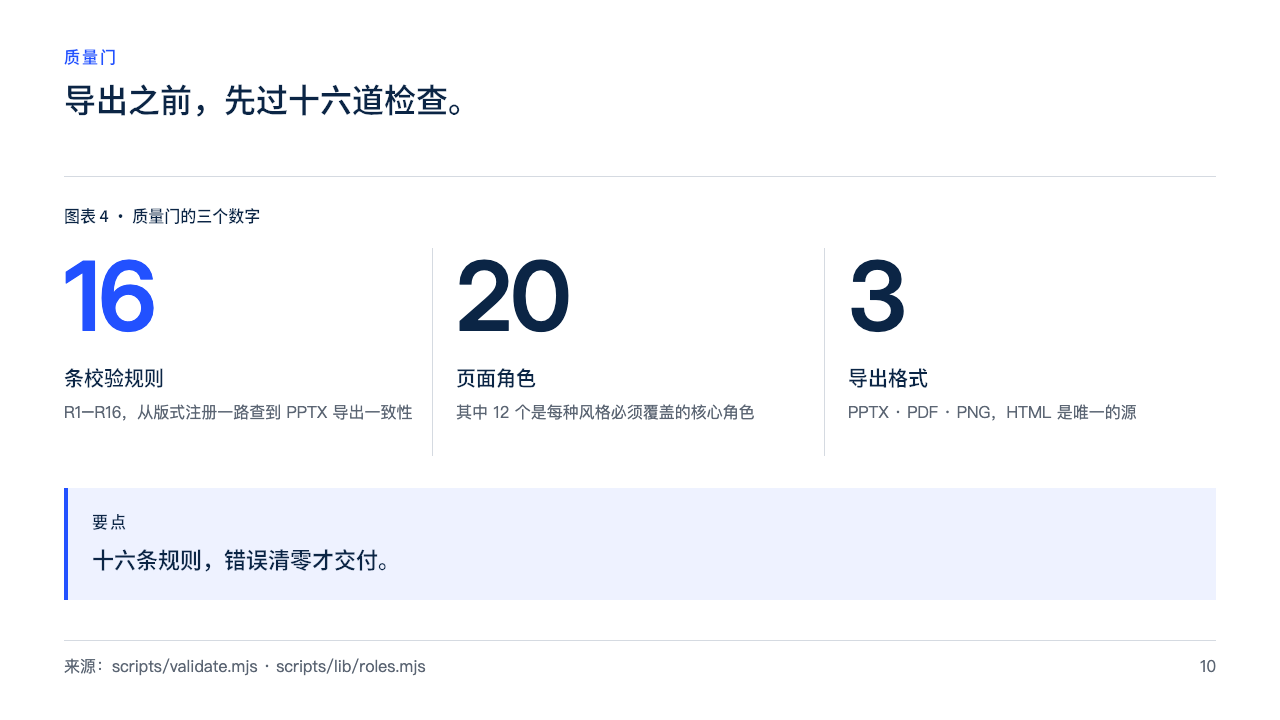 质量门
导出之前，先过十六道检查。
图表 4 · 质量门的三个数字
16
条校验规则
R1—R16，从版式注册一路查到 PPTX 导出一致性
20
页面角色
其中 12 个是每种风格必须覆盖的核心角色
3
导出格式
PPTX · PDF · PNG，HTML 是唯一的源
要点
十六条规则，错误清零才交付。
来源：scripts/validate.mjs · scripts/lib/roles.mjs
10